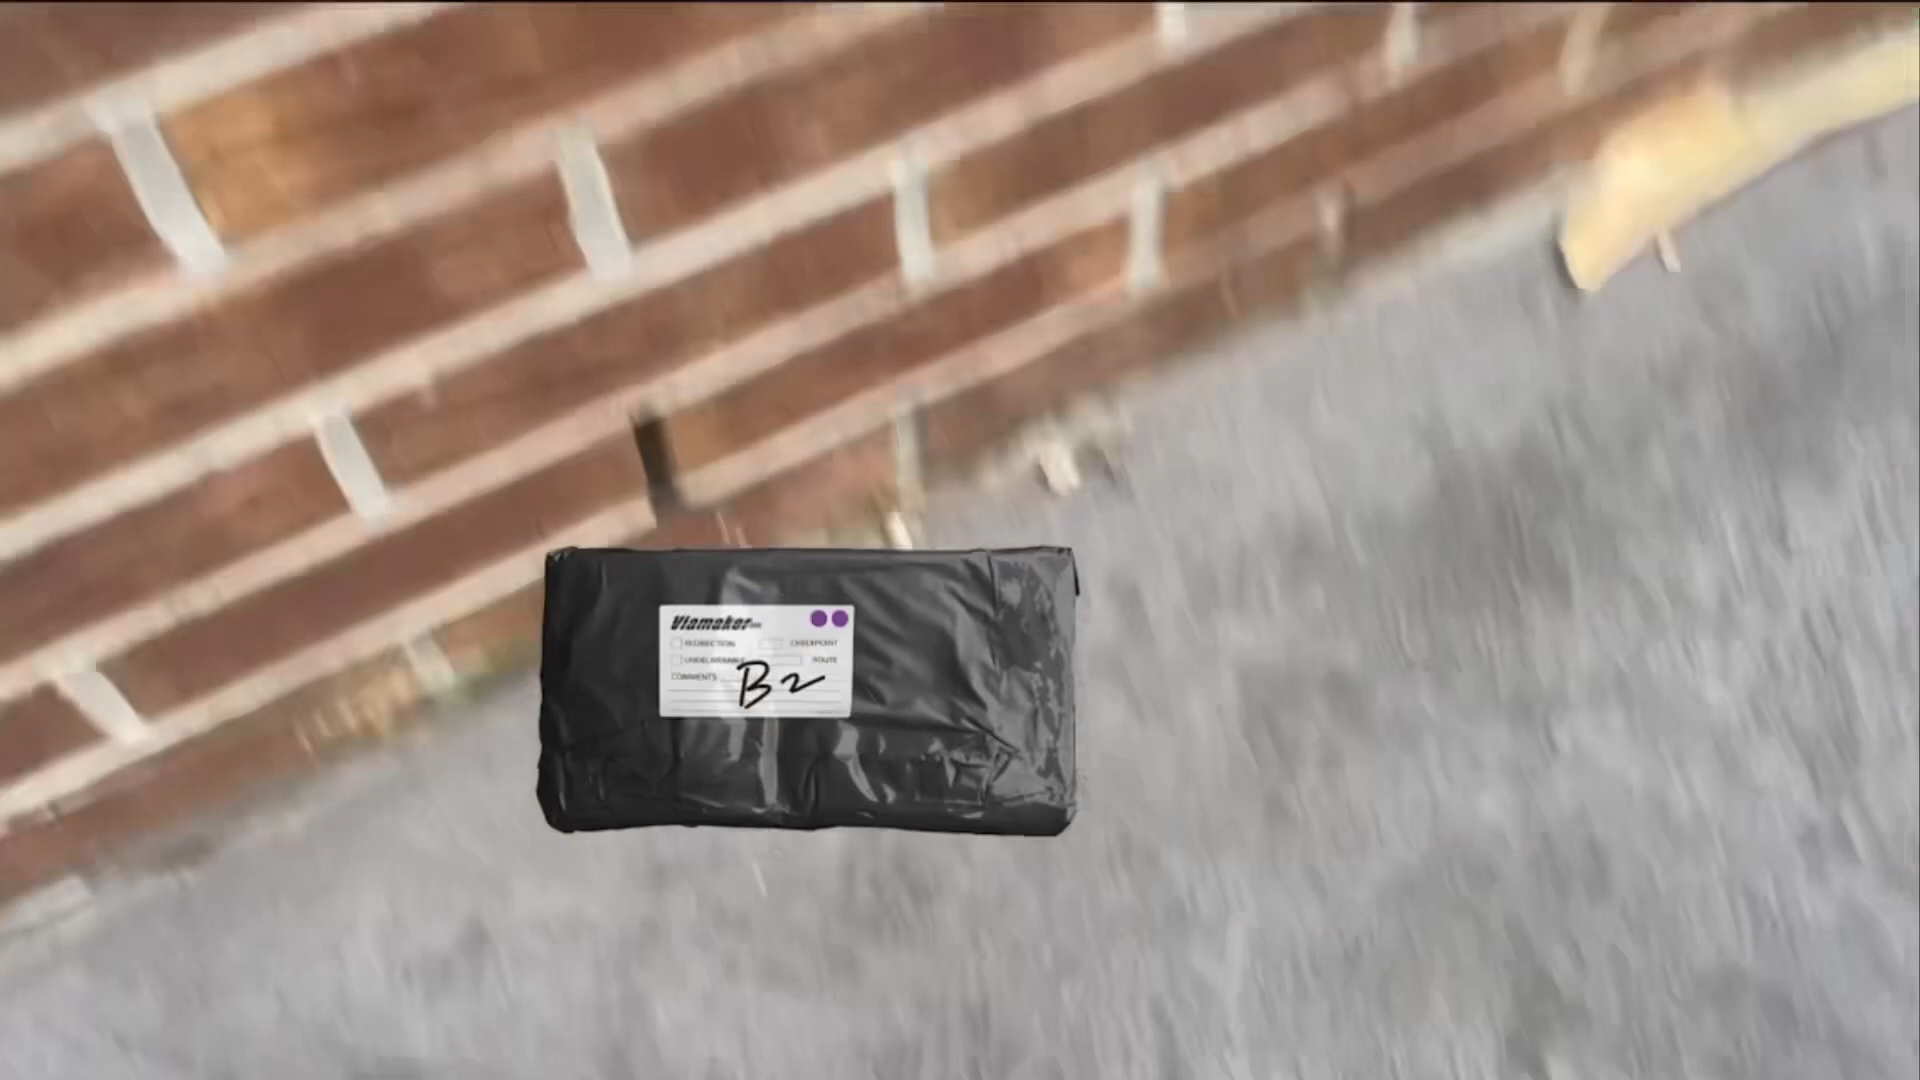 Viamaker
REDIRECTION CHECKPOINT
UNDELIVERABLE ROUTE
COMMENTS B2